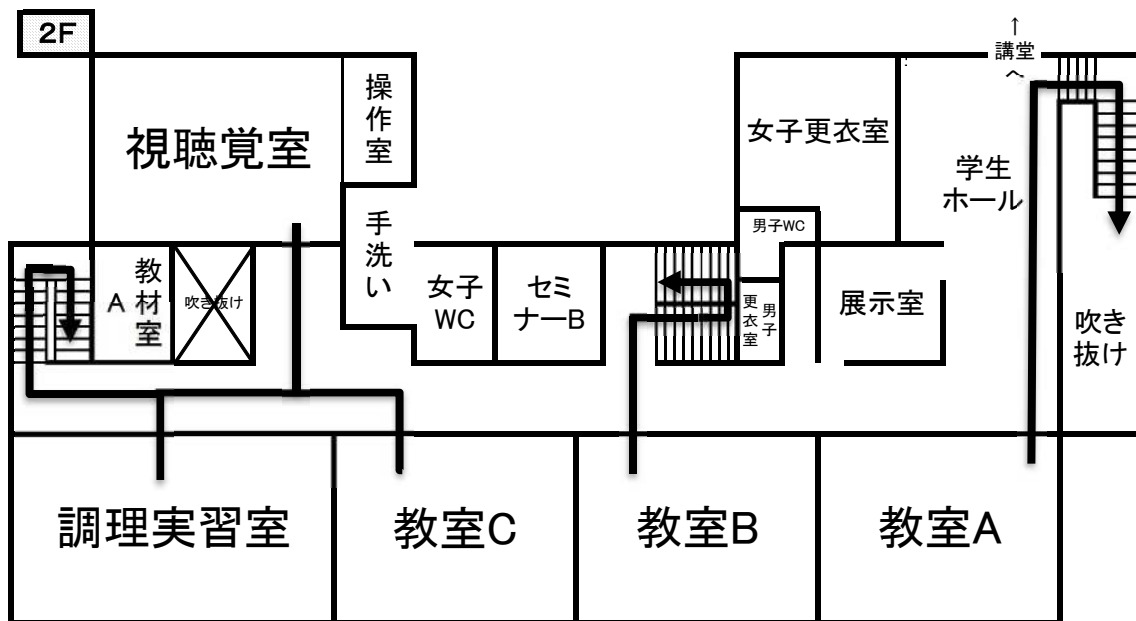 2F
↑
講堂
へ
操作室
視聴覚室
女子更衣室
学生
ホール
手洗い
男子WC
教材室
A
吹き抜け
女子
WC
セミ
ナーB
男子
更衣室
展示室
吹き
抜け
調理実習室
教室C
教室B
教室A